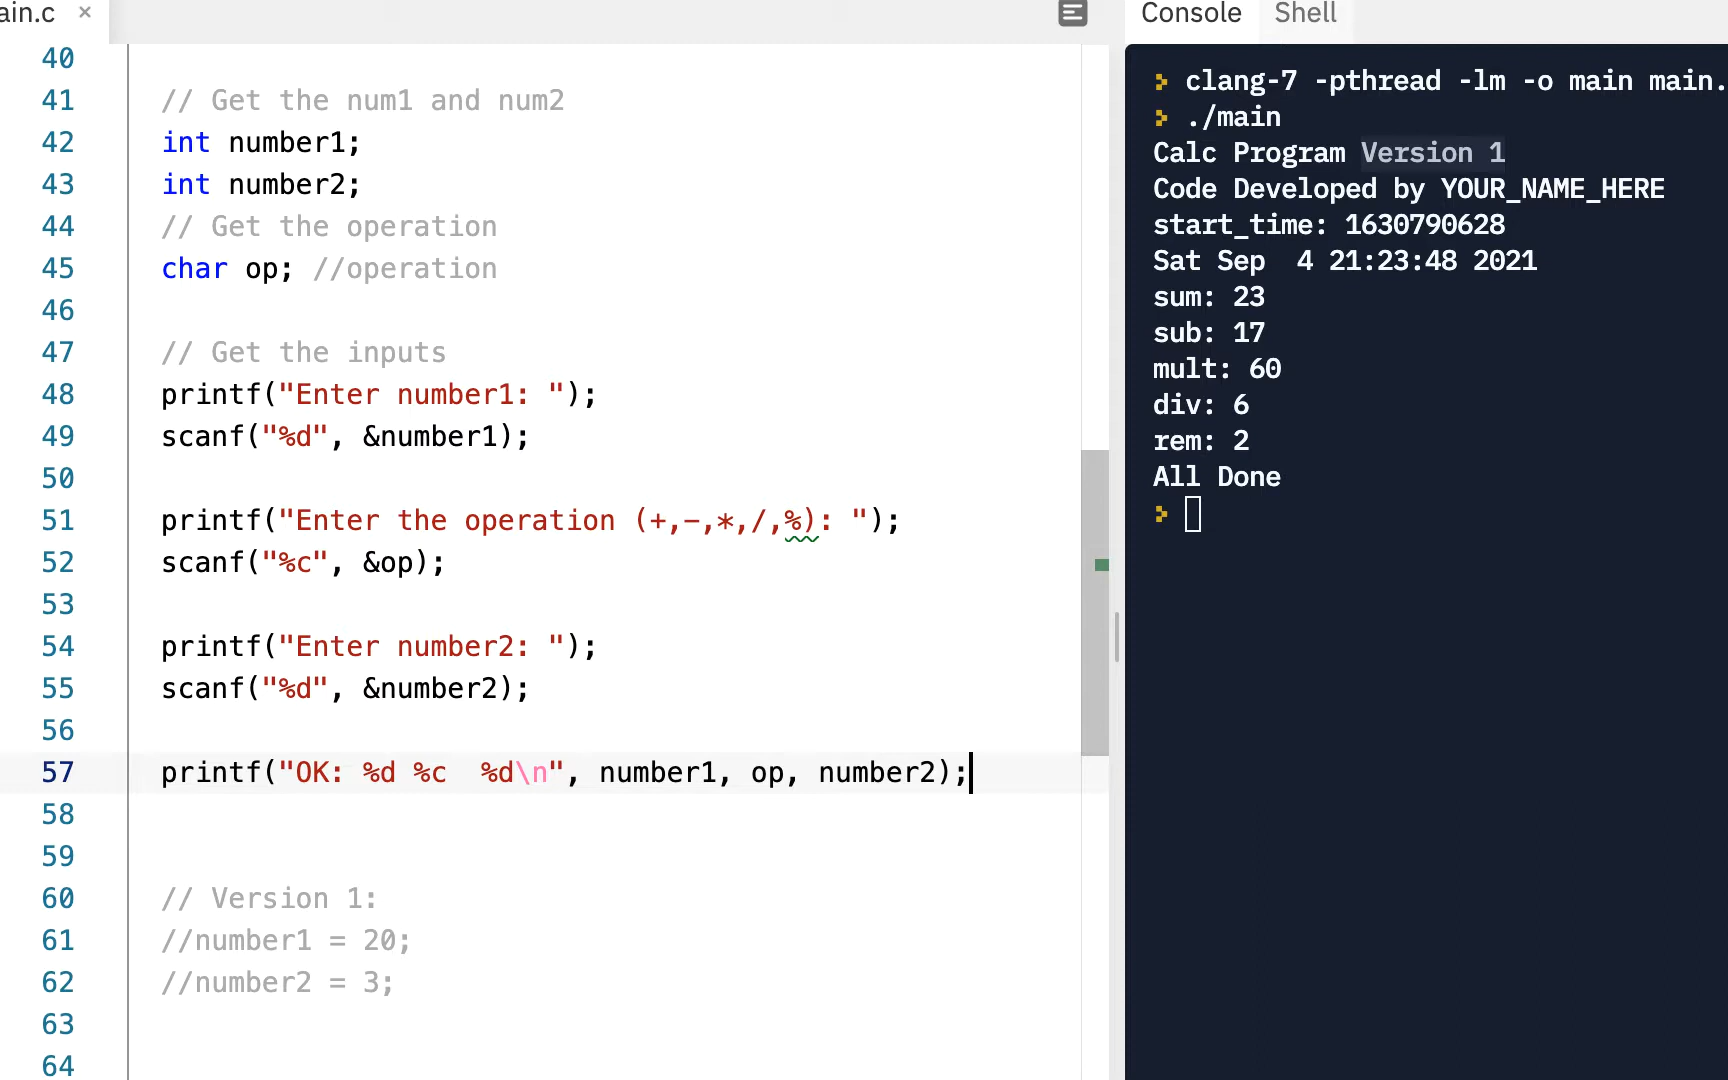 ain.c ×
Console Shell
40
41 // Get the num1 and num2
42 int number1;
43 int number2;
44 // Get the operation
45 char op; //operation
46
47 // Get the inputs
48 printf("Enter number1: ");
49 scanf("%d", &number1);
50
51 printf("Enter the operation (+,-,*,/,%): ");
52 scanf("%c", &op);
53
54 printf("Enter number2: ");
55 scanf("%d", &number2);
56
57 printf("OK: %d %c  %d\n", number1, op, number2);
58
59
60 // Version 1:
61 //number1 = 20;
62 //number2 = 3;
63
64
clang-7 -pthread -lm -o main main.
./main
Calc Program Version 1
Code Developed by YOUR_NAME_HERE
start_time: 1630790628
Sat Sep  4 21:23:48 2021
sum: 23
sub: 17
mult: 60
div: 6
rem: 2
All Done